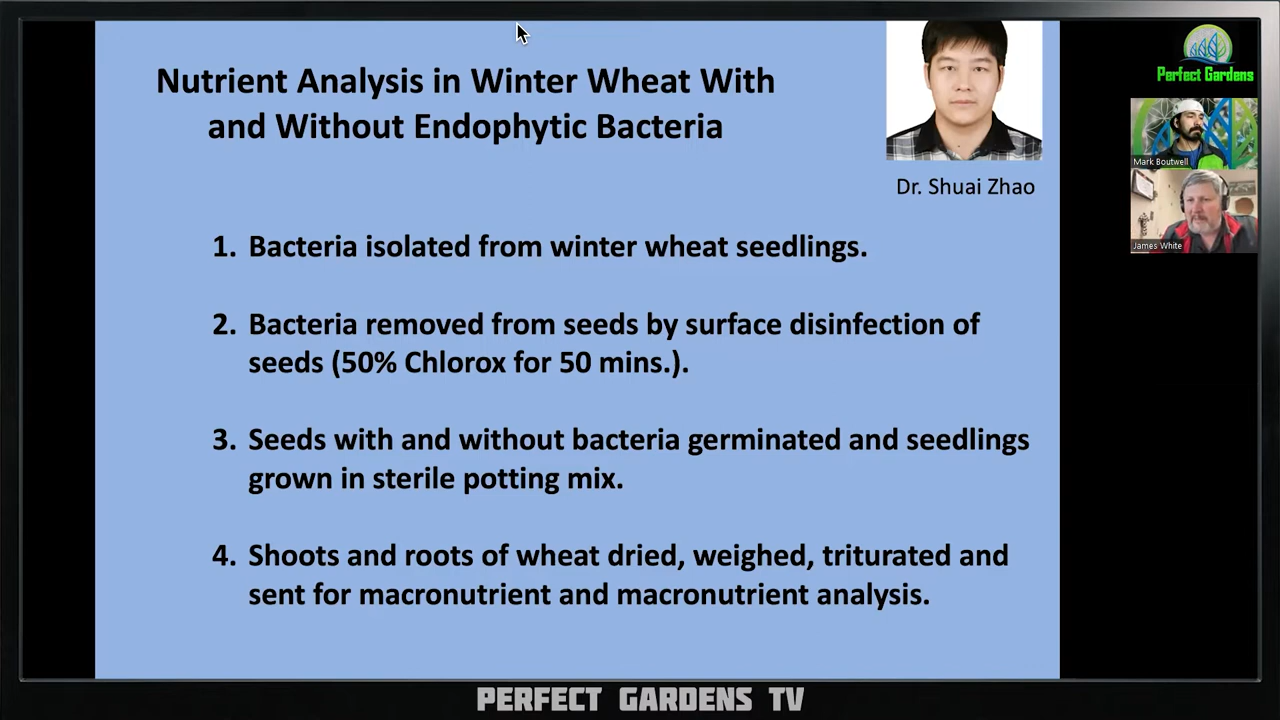 Nutrient Analysis in Winter Wheat With
and Without Endophytic Bacteria
Dr. Shuai Zhao
1. Bacteria isolated from winter wheat seedlings.
2. Bacteria removed from seeds by surface disinfection of
seeds (50% Chlorox for 50 mins.).
3. Seeds with and without bacteria germinated and seedlings
grown in sterile potting mix.
4. Shoots and roots of wheat dried, weighed, triturated and
sent for macronutrient and macronutrient analysis.
Perfect Gardens
Mark Boutwell
James White
PERFECT GARDENS TV